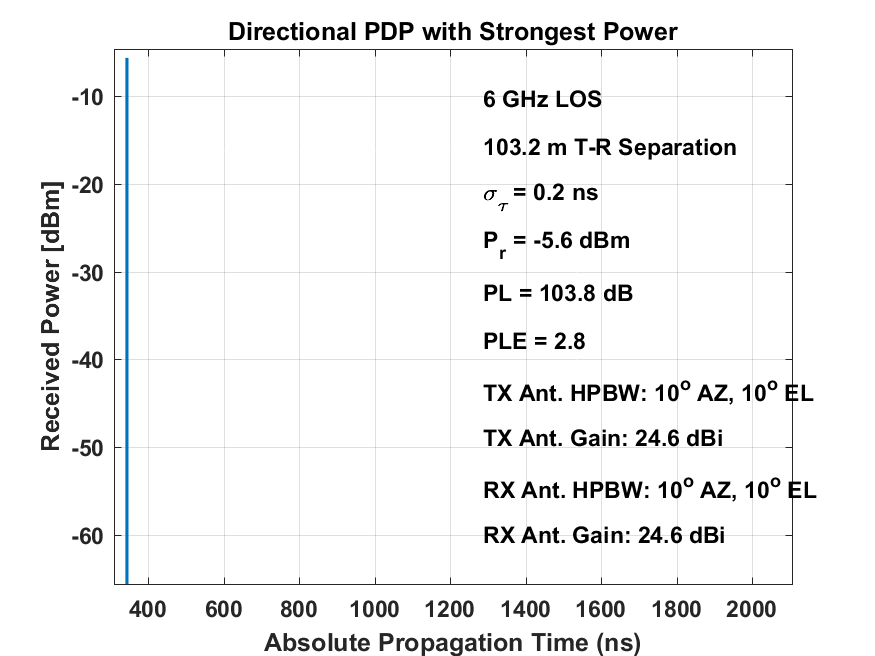 Directional PDP with Strongest Power
Received Power [dBm]
-10
-20
-30
-40
-50
-60
6 GHz LOS
103.2 m T-R Separation
σ_τ = 0.2 ns
P_r = -5.6 dBm
PL = 103.8 dB
PLE = 2.8
TX Ant. HPBW: 10° AZ, 10° EL
TX Ant. Gain: 24.6 dBi
RX Ant. HPBW: 10° AZ, 10° EL
RX Ant. Gain: 24.6 dBi
400 600 800 1000 1200 1400 1600 1800 2000
Absolute Propagation Time (ns)